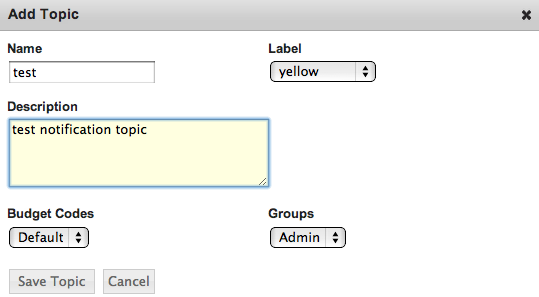 Add Topic ✖
Name Label
test yellow
Description
test notification topic
Budget Codes Groups
Default Admin
Save Topic Cancel